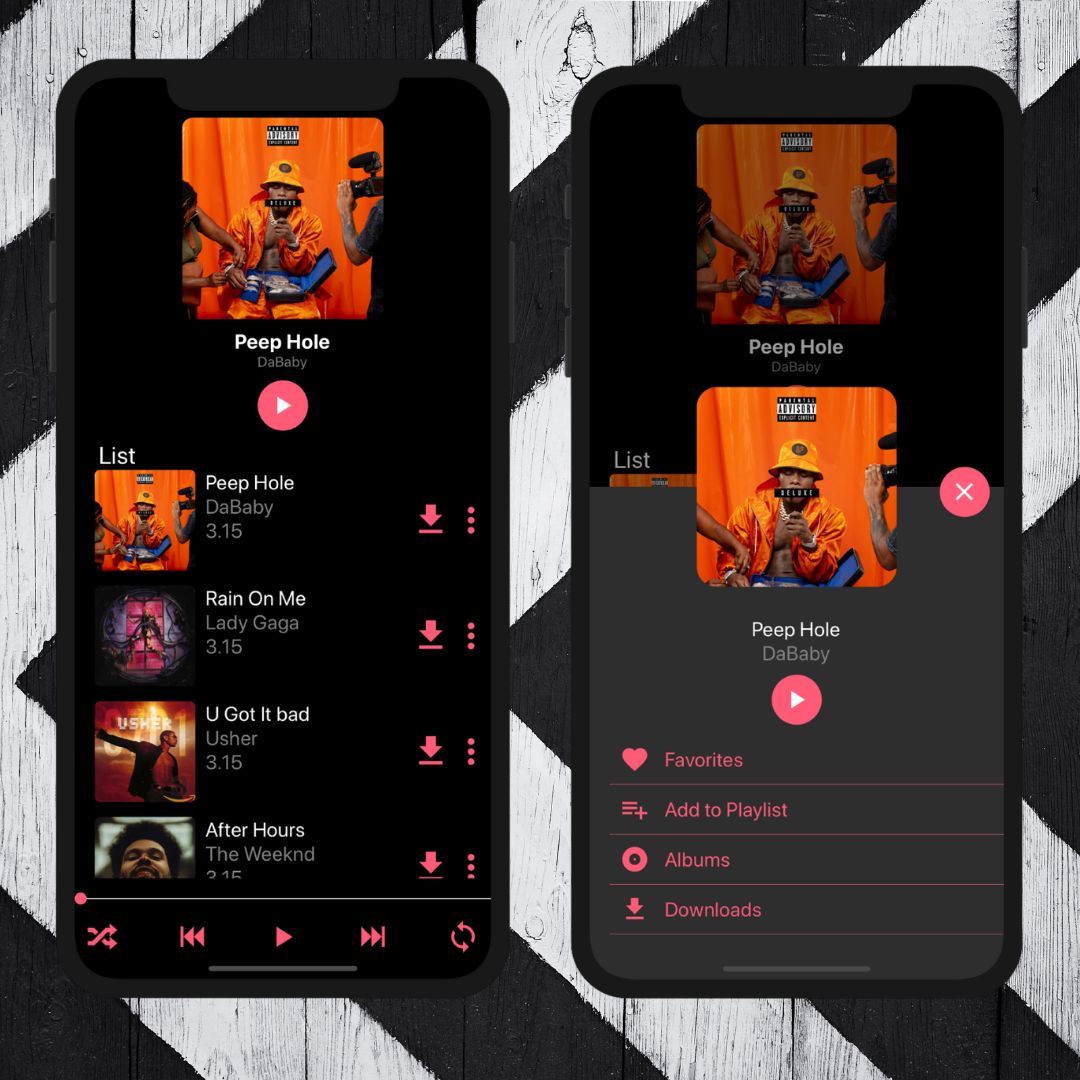 PARENTAL
ADVISORY
EXPLICIT CONTENT
DELUXE
Peep Hole
DaBaby
List
Peep Hole
DaBaby
3.15
Rain On Me
Lady Gaga
3.15
USHER
U Got It bad
Usher
3.15
After Hours
The Weeknd
3.15
PARENTAL
ADVISORY
EXPLICIT CONTENT
DELUXE
Peep Hole
DaBaby
List
PARENTAL
ADVISORY
EXPLICIT CONTENT
DELUXE
Peep Hole
DaBaby
Favorites
Add to Playlist
Albums
Downloads